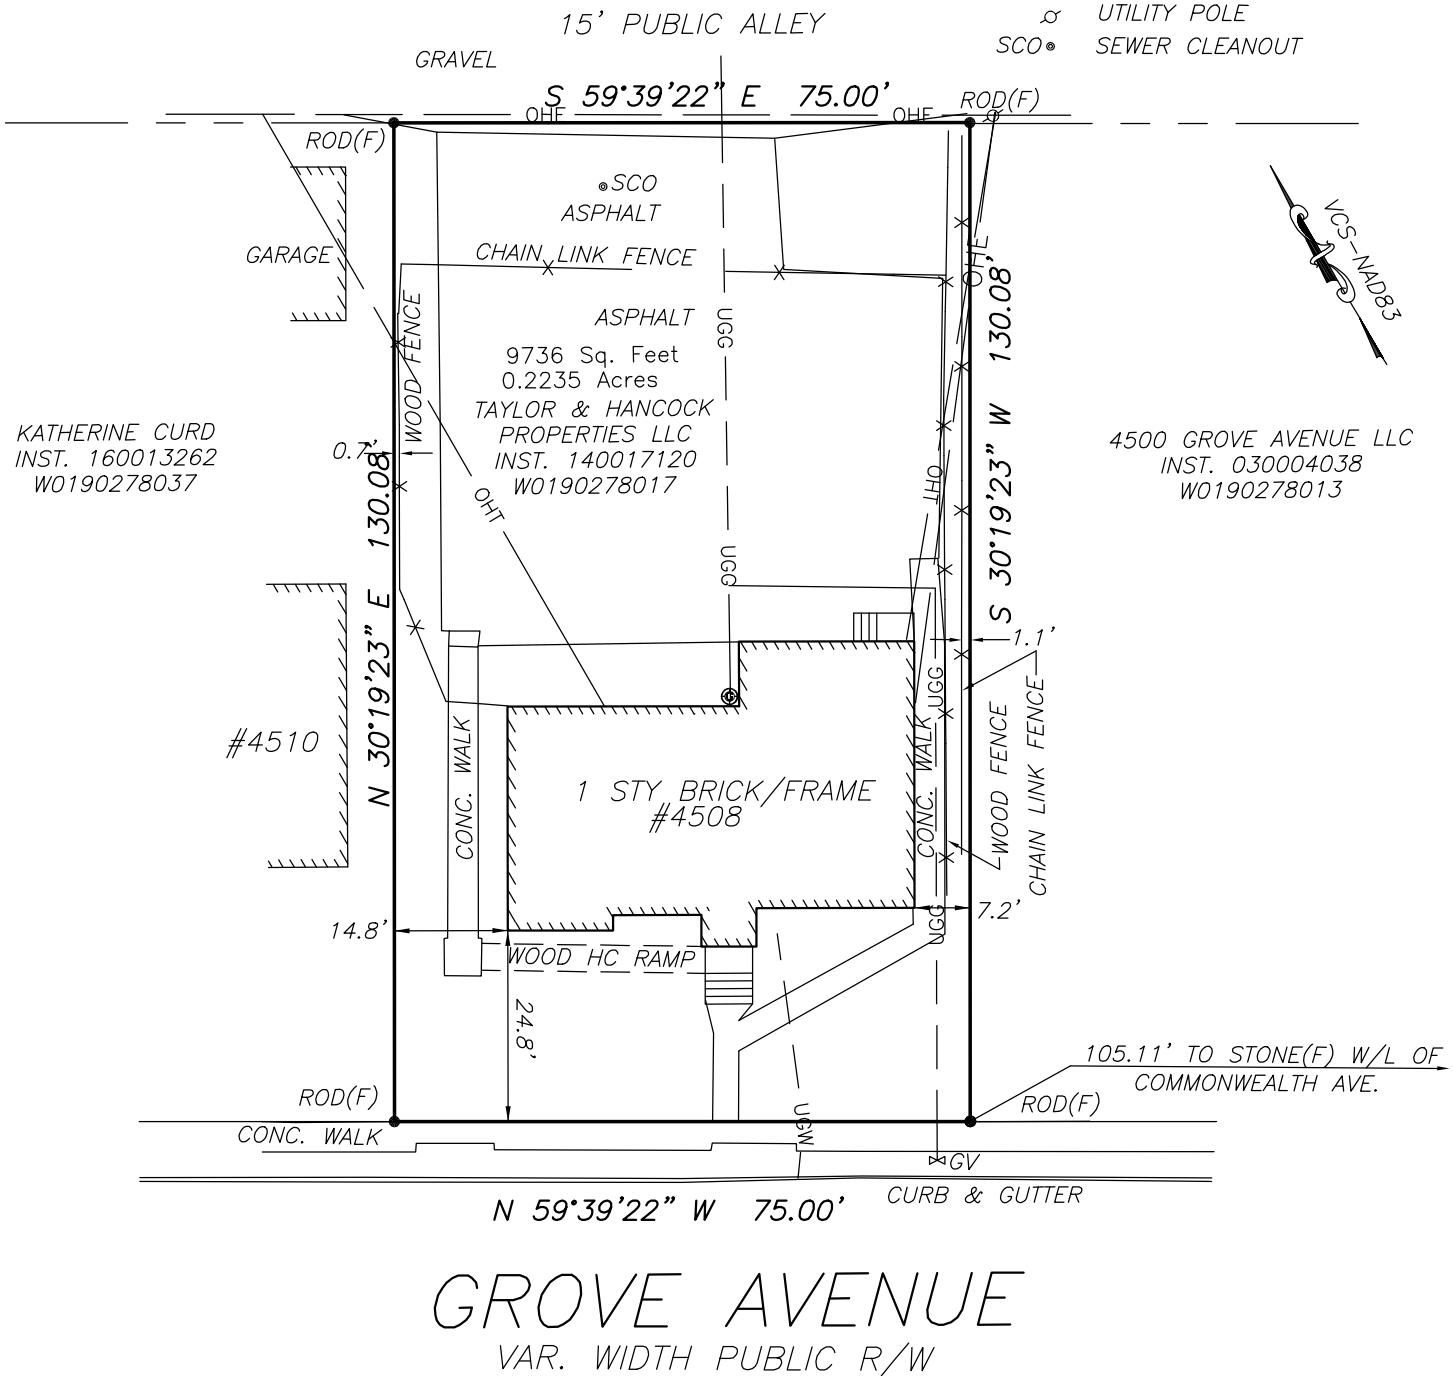 15' PUBLIC ALLEY
UTILITY POLE
SCO SEWER CLEANOUT
GRAVEL
S 59°39'22" E 75.00'
OHE
OHE
ROD(F)
ROD(F)
SCO
ASPHALT
GARAGE
CHAIN LINK FENCE
OHE
VCS-NAD83
WOOD FENCE
ASPHALT
UGG
9736 Sq. Feet
0.2235 Acres
TAYLOR & HANCOCK
PROPERTIES LLC
INST. 140017120
W0190278017
KATHERINE CURD
INST. 160013262
W0190278037
0.7'
4500 GROVE AVENUE LLC
INST. 030004038
W0190278013
N 30°19'23" E 130.08'
S 30°19'23" W 130.08'
OHT
OHT
UGG
1.1'
UGG
G
#4510
CONC. WALK
1 STY BRICK/FRAME
#4508
CONC. WALK
WOOD FENCE
CHAIN LINK FENCE
7.2'
UGG
14.8'
WOOD HC RAMP
24.8'
105.11' TO STONE(F) W/L OF
COMMONWEALTH AVE.
ROD(F)
ROD(F)
UGW
CONC. WALK
GV
CURB & GUTTER
N 59°39'22" W 75.00'
GROVE AVENUE
VAR. WIDTH PUBLIC R/W